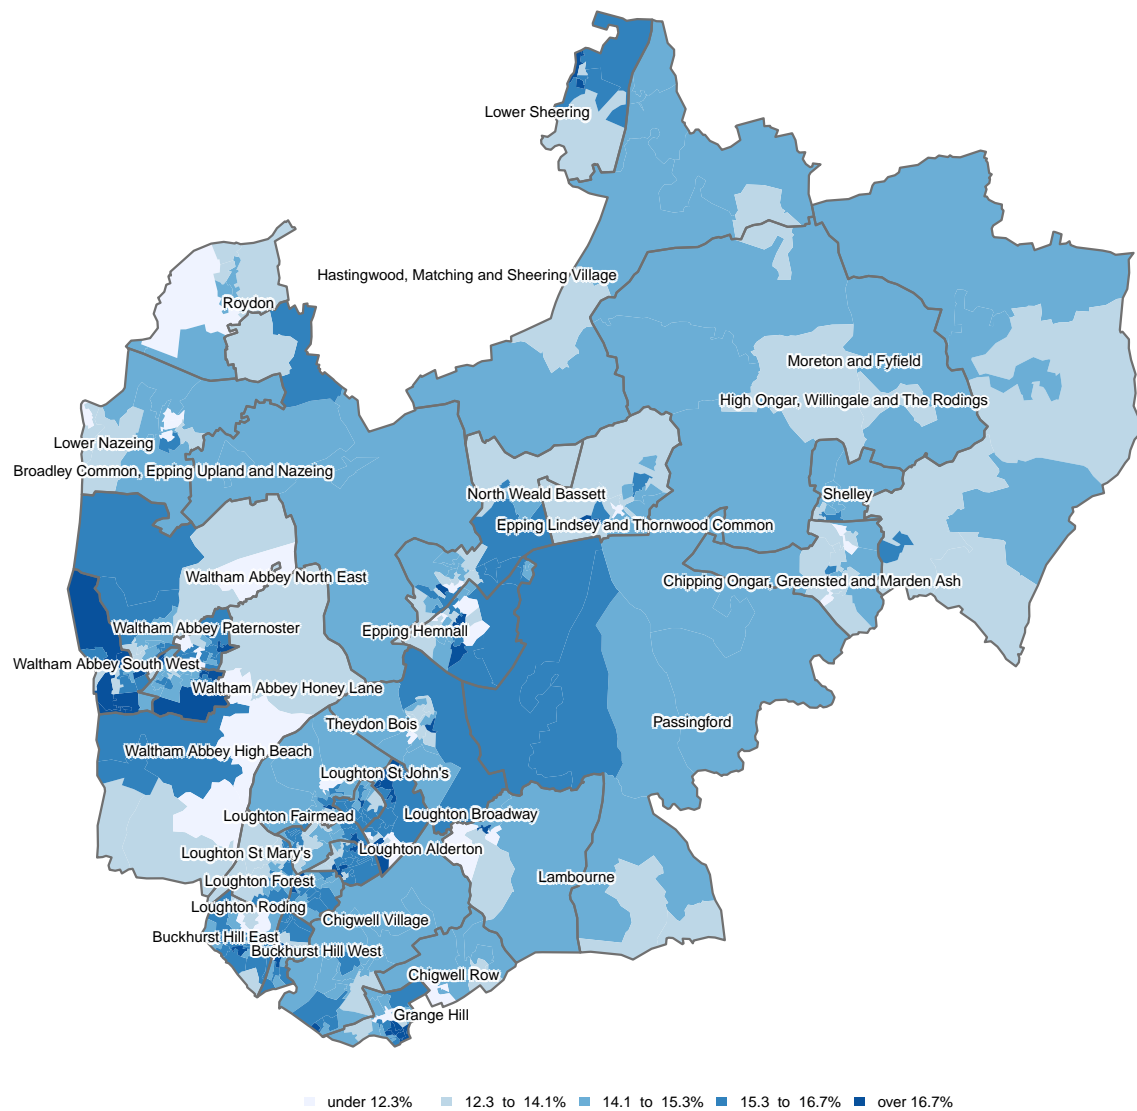 Lower Sheering
Hastingwood, Matching and Sheering Village
Roydon
Moreton and Fyfield
High Ongar, Willingale and The Rodings
Lower Nazeing
Broadley Common, Epping Upland and Nazeing
North Weald Bassett
Shelley
Epping Lindsey and Thornwood Common
Waltham Abbey North East
Chipping Ongar, Greensted and Marden Ash
Waltham Abbey Paternoster
Epping Hemnall
Waltham Abbey South West
Waltham Abbey Honey Lane
Theydon Bois
Passingford
Waltham Abbey High Beach
Loughton St John's
Loughton Fairmead
Loughton Broadway
Loughton St Mary's
Loughton Alderton
Loughton Forest
Lambourne
Loughton Roding
Chigwell Village
Buckhurst Hill East
Buckhurst Hill West
Chigwell Row
Grange Hill
under 12.3% 12.3 to 14.1% 14.1 to 15.3% 15.3 to 16.7% over 16.7%